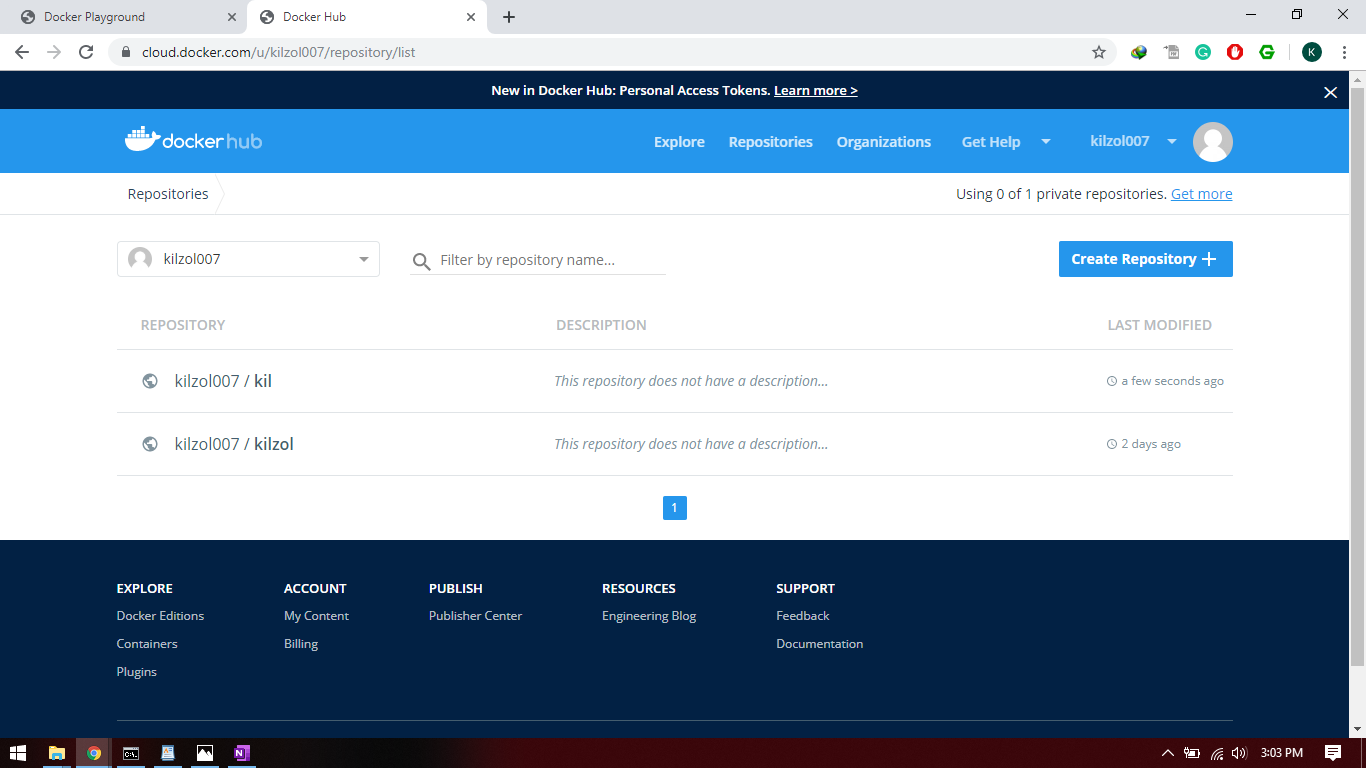 Docker Playground
Docker Hub
cloud.docker.com/u/kilzol007/repository/list
K
New in Docker Hub: Personal Access Tokens. Learn more >
docker hub
Explore
Repositories
Organizations
Get Help
kilzol007
Repositories
Using 0 of 1 private repositories. Get more
kilzol007
Filter by repository name...
Create Repository +
REPOSITORY
DESCRIPTION
LAST MODIFIED
kilzol007 / kil
This repository does not have a description...
a few seconds ago
kilzol007 / kilzol
This repository does not have a description...
2 days ago
1
EXPLORE
Docker Editions
Containers
Plugins
ACCOUNT
My Content
Billing
PUBLISH
Publisher Center
RESOURCES
Engineering Blog
SUPPORT
Feedback
Documentation
3:03 PM